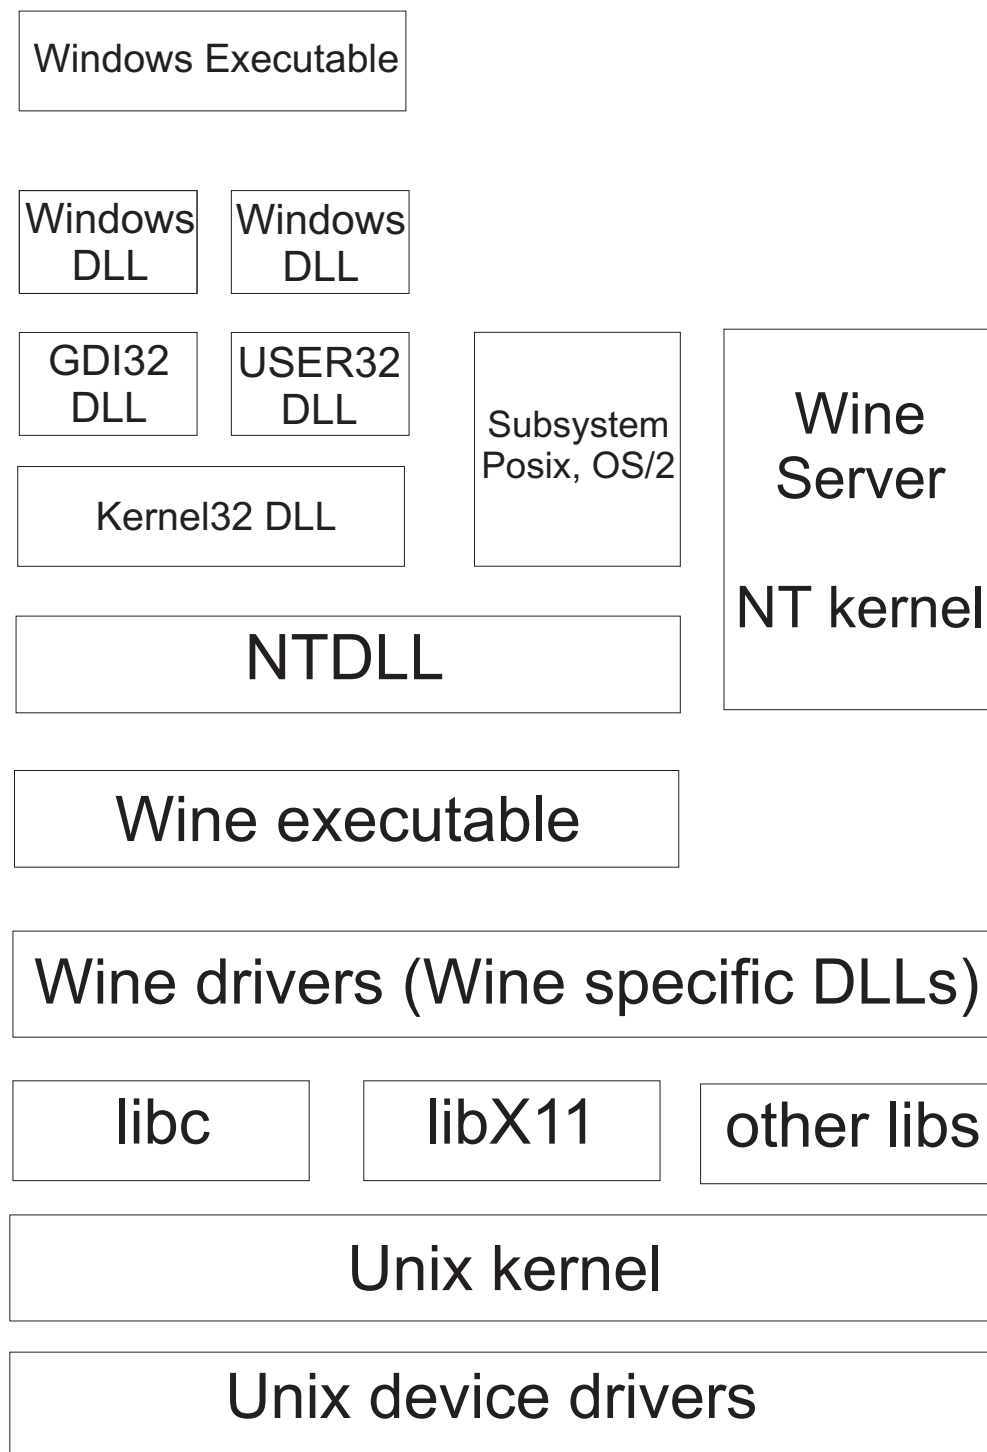 Windows Executable
Windows
DLL
Windows
DLL
GDI32
DLL
USER32
DLL
Subsystem
Posix, OS/2
Wine
Server
NT kernel
Kernel32 DLL
NTDLL
Wine executable
Wine drivers (Wine specific DLLs)
libc
libX11
other libs
Unix kernel
Unix device drivers